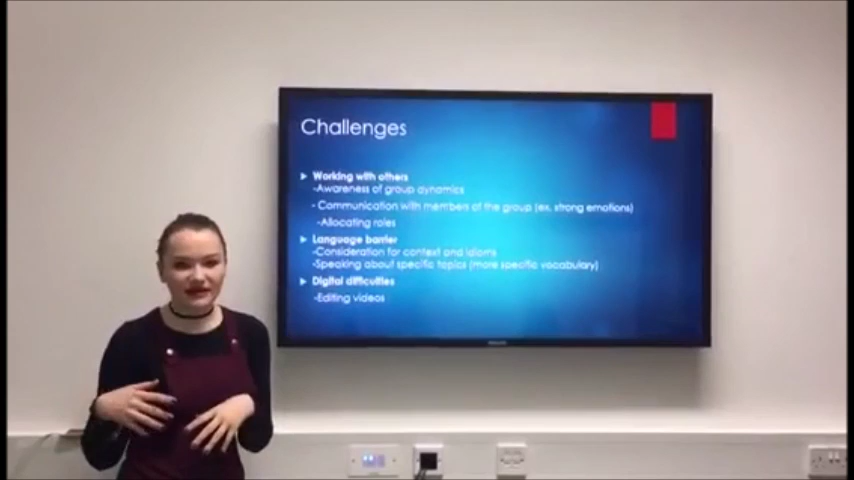 Challenges
Working with others
-Awareness of group dynamics
- Communication with members of the group (ex. strong emotions)
-Allocating roles
Language barrier
-Consideration for context and idioms
-Speaking about specific topics (more specific vocabulary)
Digital difficulties
-Editing videos
PHILIPS